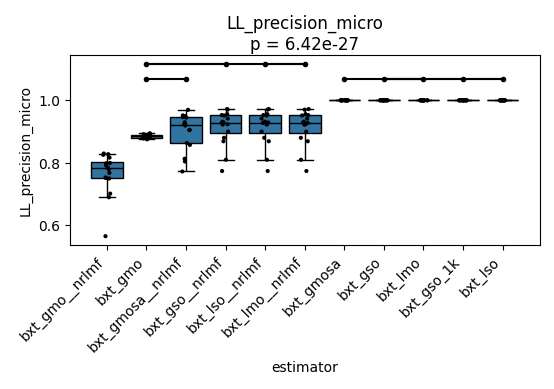 LL_precision_micro
p = 6.42e-27
LL_precision_micro
1.0
0.8
0.6
bxt_gmo__nrlmf
bxt_gmo
bxt_gmosa__nrlmf
bxt_gso__nrlmf
bxt_lso__nrlmf
bxt_lmo__nrlmf
bxt_gmosa
bxt_gso
bxt_lmo
bxt_gso_1k
bxt_lso
estimator